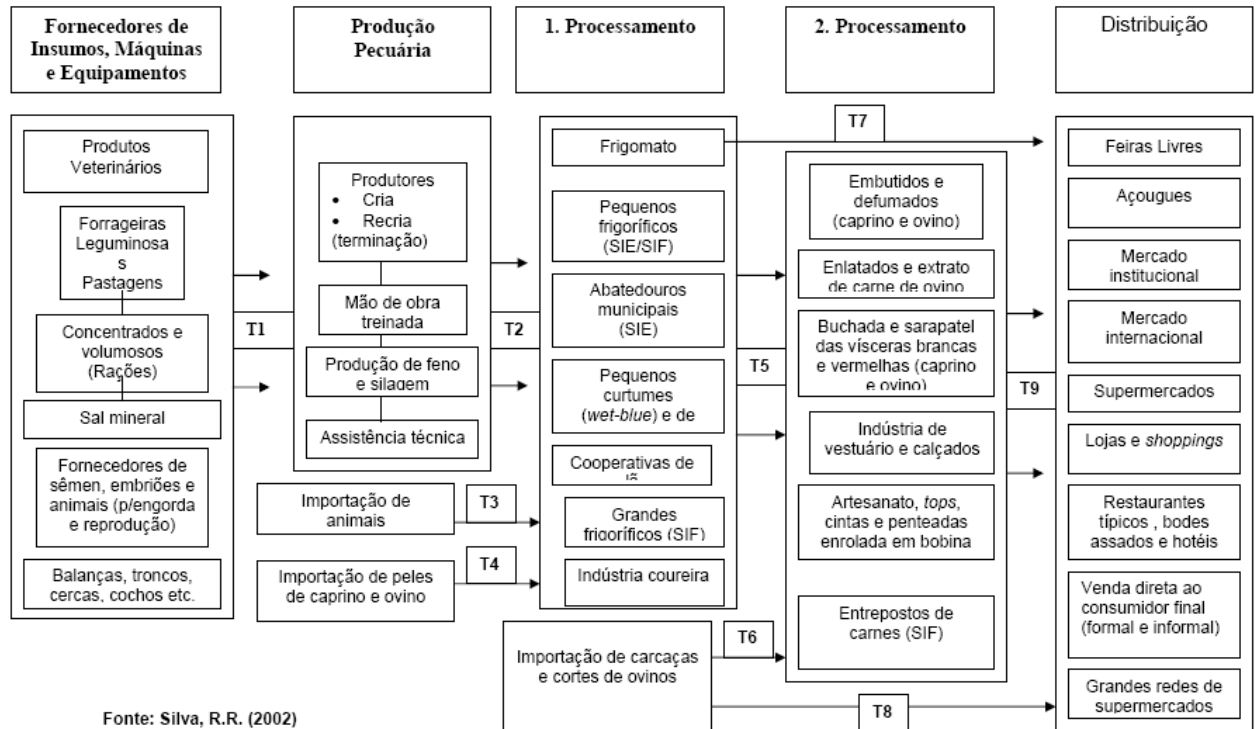 Fornecedores de
Insumos, Máquinas
e Equipamentos
Produção
Pecuária
1. Processamento
2. Processamento
Distribuição
Produtos
Veterinários
Forrageiras
Leguminosa
s
Pastagens
Concentrados e
volumosos
(Rações)
Sal mineral
Fornecedores de
sêmen, embriões e
animais (p/engorda
e reprodução)
Balanças, troncos,
cercas, cochos etc.
T1
Produtores
• Cria
• Recria
(terminação)
Mão de obra
treinada
Produção de feno
e silagem
Assistência técnica
Importação de
animais
Importação de peles
de caprino e ovino
T2
T3
T4
Frigomato
Pequenos
frigoríficos
(SIE/SIF)
Abatedouros
municipais
(SIE)
Pequenos
curtumes
(wet-blue) e de
Cooperativas de
Grandes
frigoríficos (SIF)
Indústria coureira
Importação de carcaças
e cortes de ovinos
T5
T6
T7
T8
Embutidos e
defumados
(caprino e ovino)
Enlatados e extrato
de carne de ovino
Buchada e sarapatel
das vísceras brancas
e vermelhas (caprino
e ovino)
Indústria de
vestuário e calçados
Artesanato, tops,
cintas e penteadas
enrolada em bobina
Entrepostos de
carnes (SIF)
T9
Feiras Livres
Açougues
Mercado
institucional
Mercado
internacional
Supermercados
Lojas e shoppings
Restaurantes
típicos , bodes
assados e hotéis
Venda direta ao
consumidor final
(formal e informal)
Grandes redes de
supermercados
Fonte: Silva, R.R. (2002)